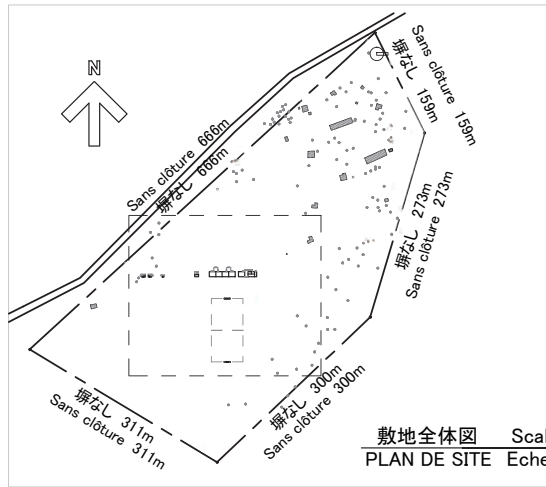 N
Sans clôture 159m
塀なし 159m
Sans clôture 666m
塀なし 666m
塀なし 273m
Sans clôture 273m
塀なし 300m
Sans clôture 300m
塀なし 311m
Sans clôture 311m
敷地全体図 Scal
PLAN DE SITE Eche